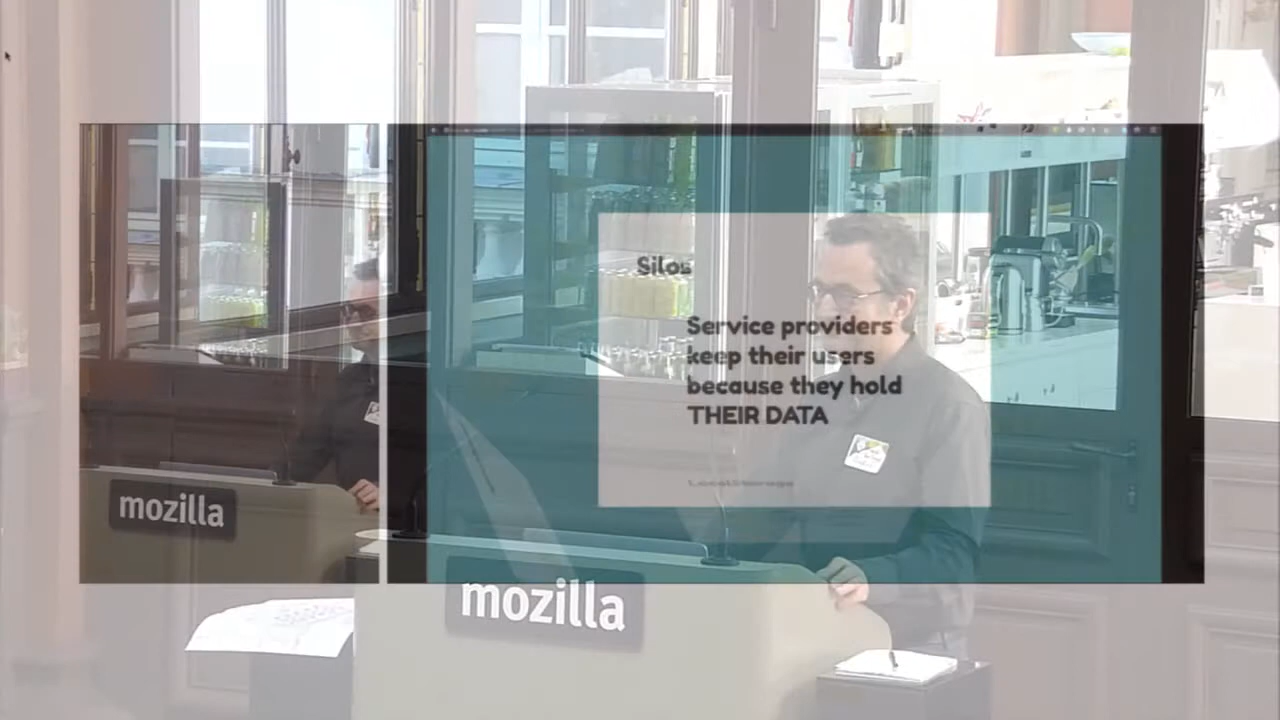 Silos
Service providers
keep their users
because they hold
THEIR DATA
mozilla
mozilla